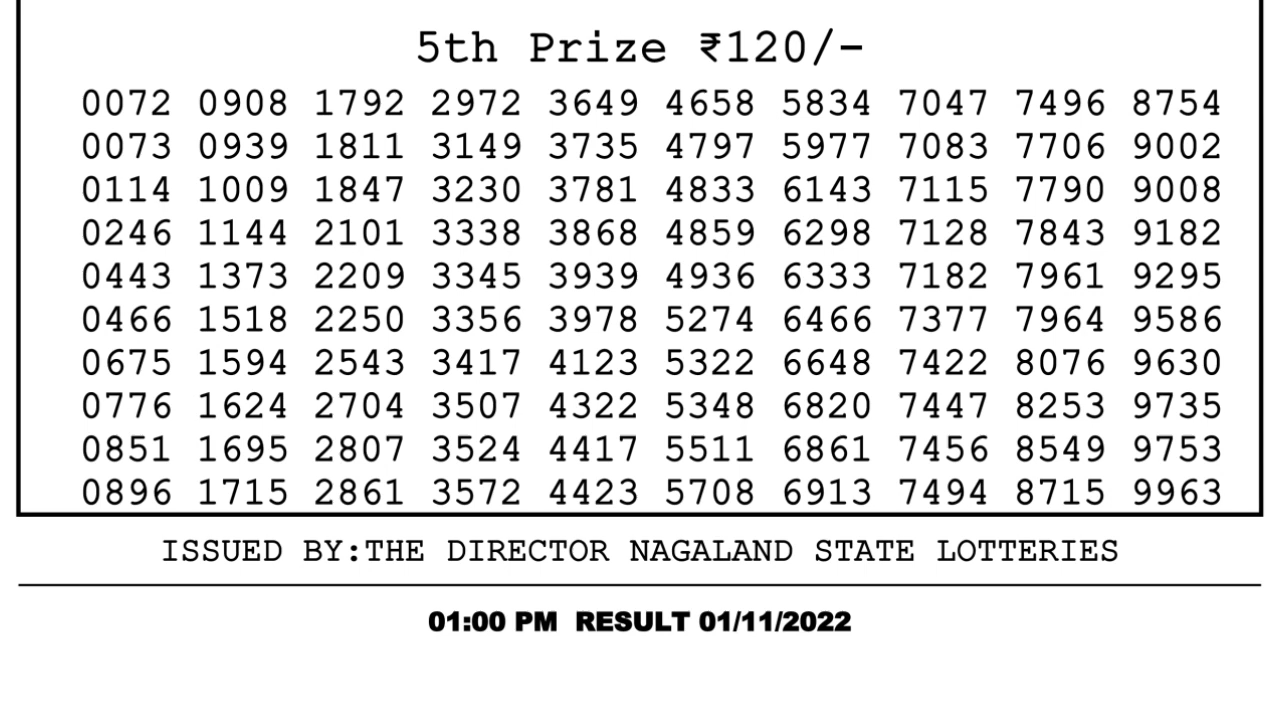 5th Prize ₹120/-
0072 0908 1792 2972 3649 4658 5834 7047 7496 8754
0073 0939 1811 3149 3735 4797 5977 7083 7706 9002
0114 1009 1847 3230 3781 4833 6143 7115 7790 9008
0246 1144 2101 3338 3868 4859 6298 7128 7843 9182
0443 1373 2209 3345 3939 4936 6333 7182 7961 9295
0466 1518 2250 3356 3978 5274 6466 7377 7964 9586
0675 1594 2543 3417 4123 5322 6648 7422 8076 9630
0776 1624 2704 3507 4322 5348 6820 7447 8253 9735
0851 1695 2807 3524 4417 5511 6861 7456 8549 9753
0896 1715 2861 3572 4423 5708 6913 7494 8715 9963
ISSUED BY:THE DIRECTOR NAGALAND STATE LOTTERIES
01:00 PM RESULT 01/11/2022